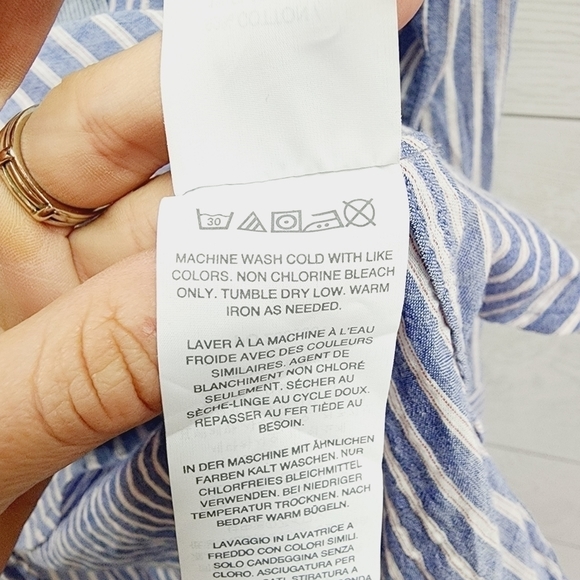 30
MACHINE WASH COLD WITH LIKE
COLORS. NON CHLORINE BLEACH
ONLY. TUMBLE DRY LOW. WARM
IRON AS NEEDED.
LAVER À LA MACHINE À L'EAU
FROIDE AVEC DES COULEURS
SIMILAIRES. AGENT DE
BLANCHIMENT NON CHLORÉ
SEULEMENT. SÉCHER AU
SÈCHE-LINGE AU CYCLE DOUX.
REPASSER AU FER TIÈDE AU
BESOIN.
IN DER MASCHINE MIT ÄHNLICHEN
FARBEN KALT WASCHEN. NUR
CHLORFREIES BLEICHMITTEL
VERWENDEN. BEI NIEDRIGER
TEMPERATUR TROCKNEN. NACH
BEDARF WARM BÜGELN.
LAVAGGIO IN LAVATRICE A
FREDDO CON COLORI SIMILI.
SOLO CANDEGGINA SENZA
CLORO. ASCIUGATURA PER
STIRATURA A